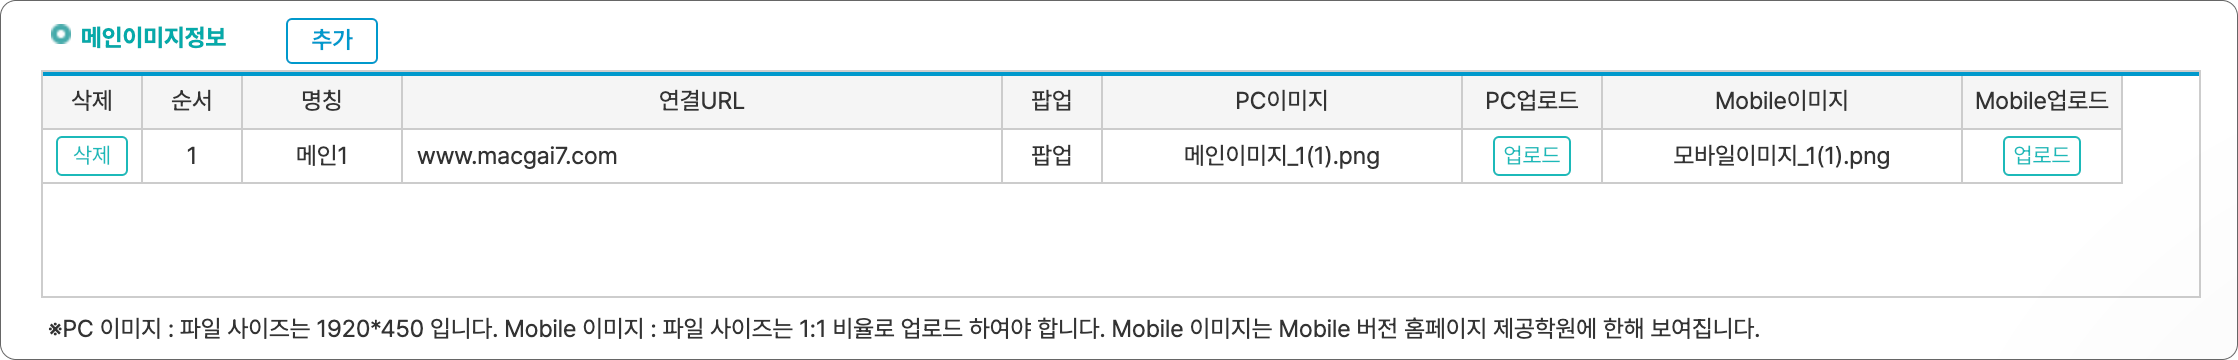 메인이미지정보 추가
삭제 순서 명칭 연결URL 팝업 PC이미지 PC업로드 Mobile이미지 Mobile업로드
삭제 1 메인1 www.macgai7.com 팝업 메인이미지_1(1).png 업로드 모바일이미지_1(1).png 업로드
※PC 이미지 : 파일 사이즈는 1920*450 입니다. Mobile 이미지 : 파일 사이즈는 1:1 비율로 업로드 하여야 합니다. Mobile 이미지는 Mobile 버전 홈페이지 제공학원에 한해 보여집니다.